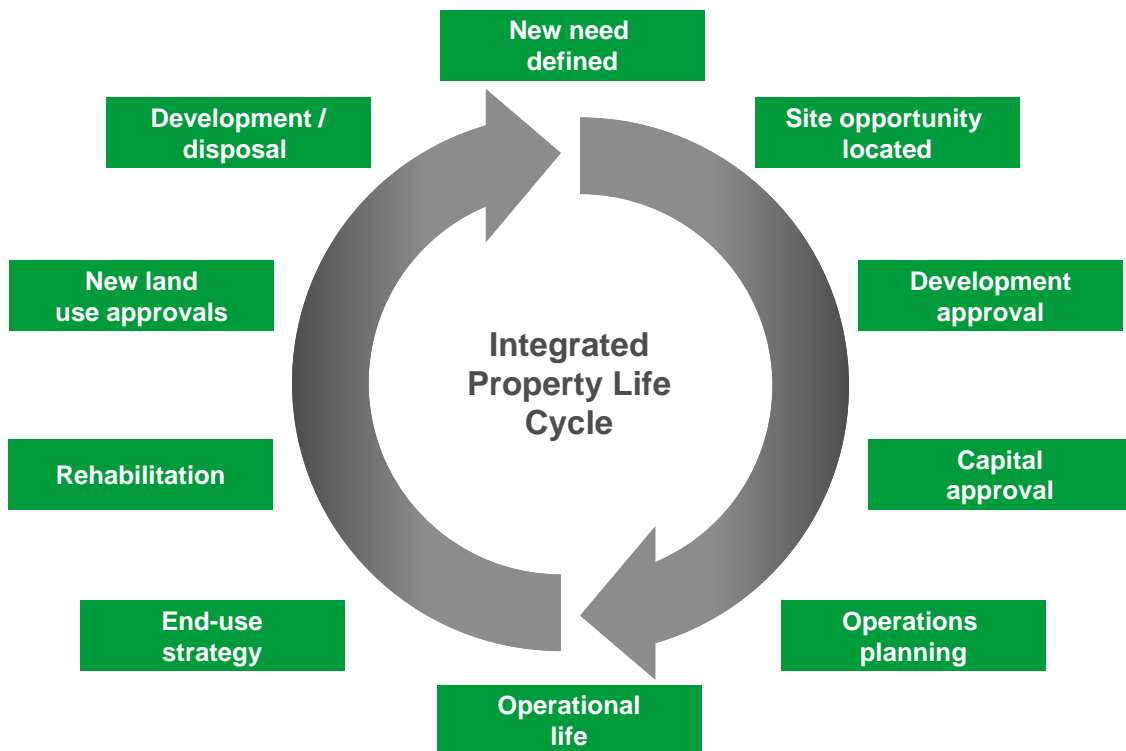 New need
defined
Site opportunity
located
Development
approval
Capital
approval
Operations
planning
Operational
life
End-use
strategy
Rehabilitation
New land
use approvals
Development /
disposal
Integrated
Property Life
Cycle